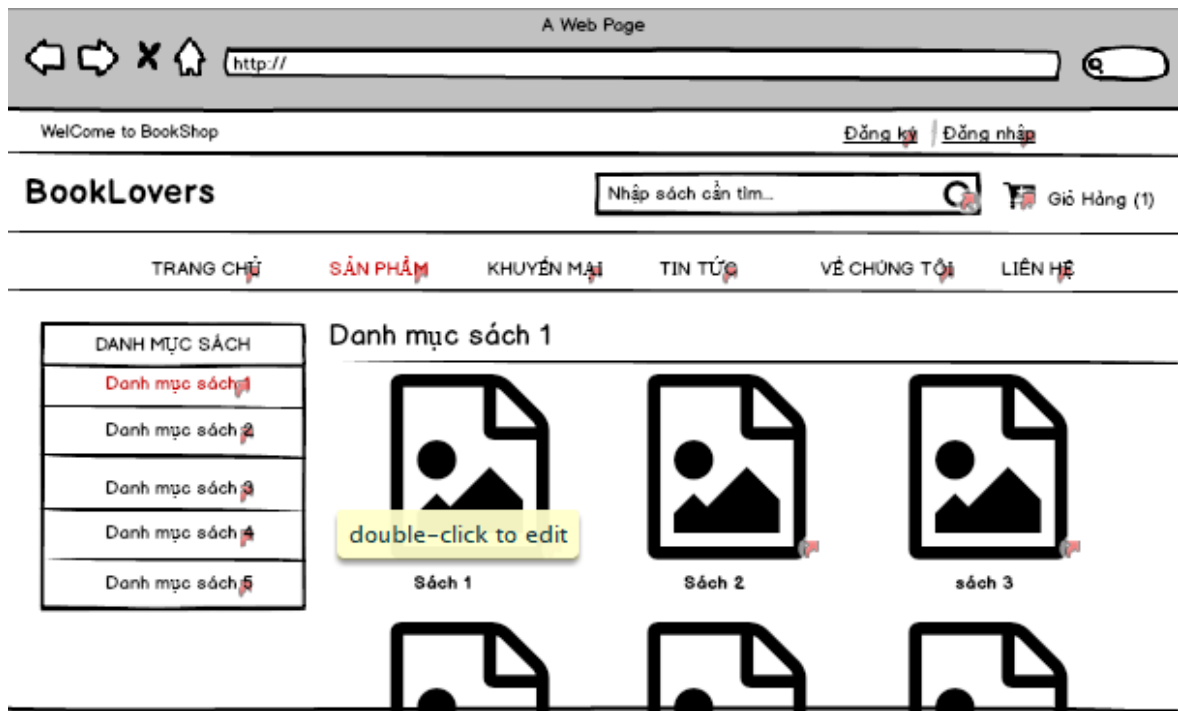 A Web Page
http://
WelCome to BookShop
Đăng ký
Đăng nhập
BookLovers
Nhập sách cần tìm...
Giỏ Hàng (1)
TRANG CHỦ
SẢN PHẨM
KHUYẾN MẠI
TIN TỨC
VỀ CHÚNG TÔI
LIÊN HỆ
DANH MỤC SÁCH
Danh mục sách 1
Danh mục sách 2
Danh mục sách 3
Danh mục sách 4
Danh mục sách 5
Danh mục sách 1
double-click to edit
Sách 1
Sách 2
sách 3